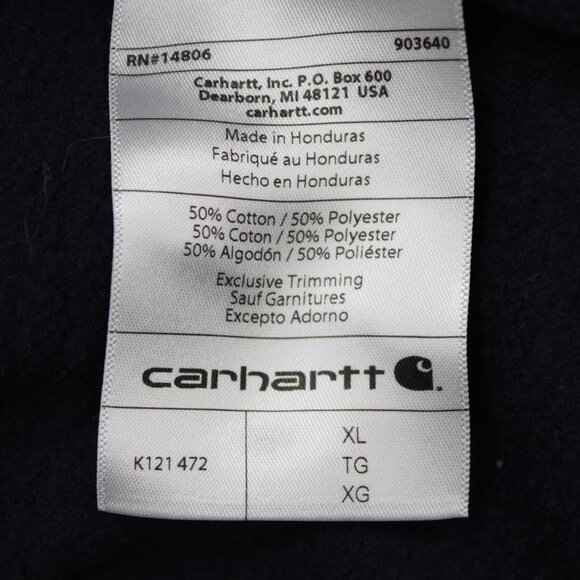 RN#14806 903640
Carhartt, Inc. P.O. Box 600
Dearborn, MI 48121 USA
carhartt.com
Made in Honduras
Fabriqué au Honduras
Hecho en Honduras
50% Cotton / 50% Polyester
50% Coton / 50% Polyester
50% Algodón / 50% Poliéster
Exclusive Trimming
Sauf Garnitures
Excepto Adorno
carhartt
K121 472
XL
TG
XG